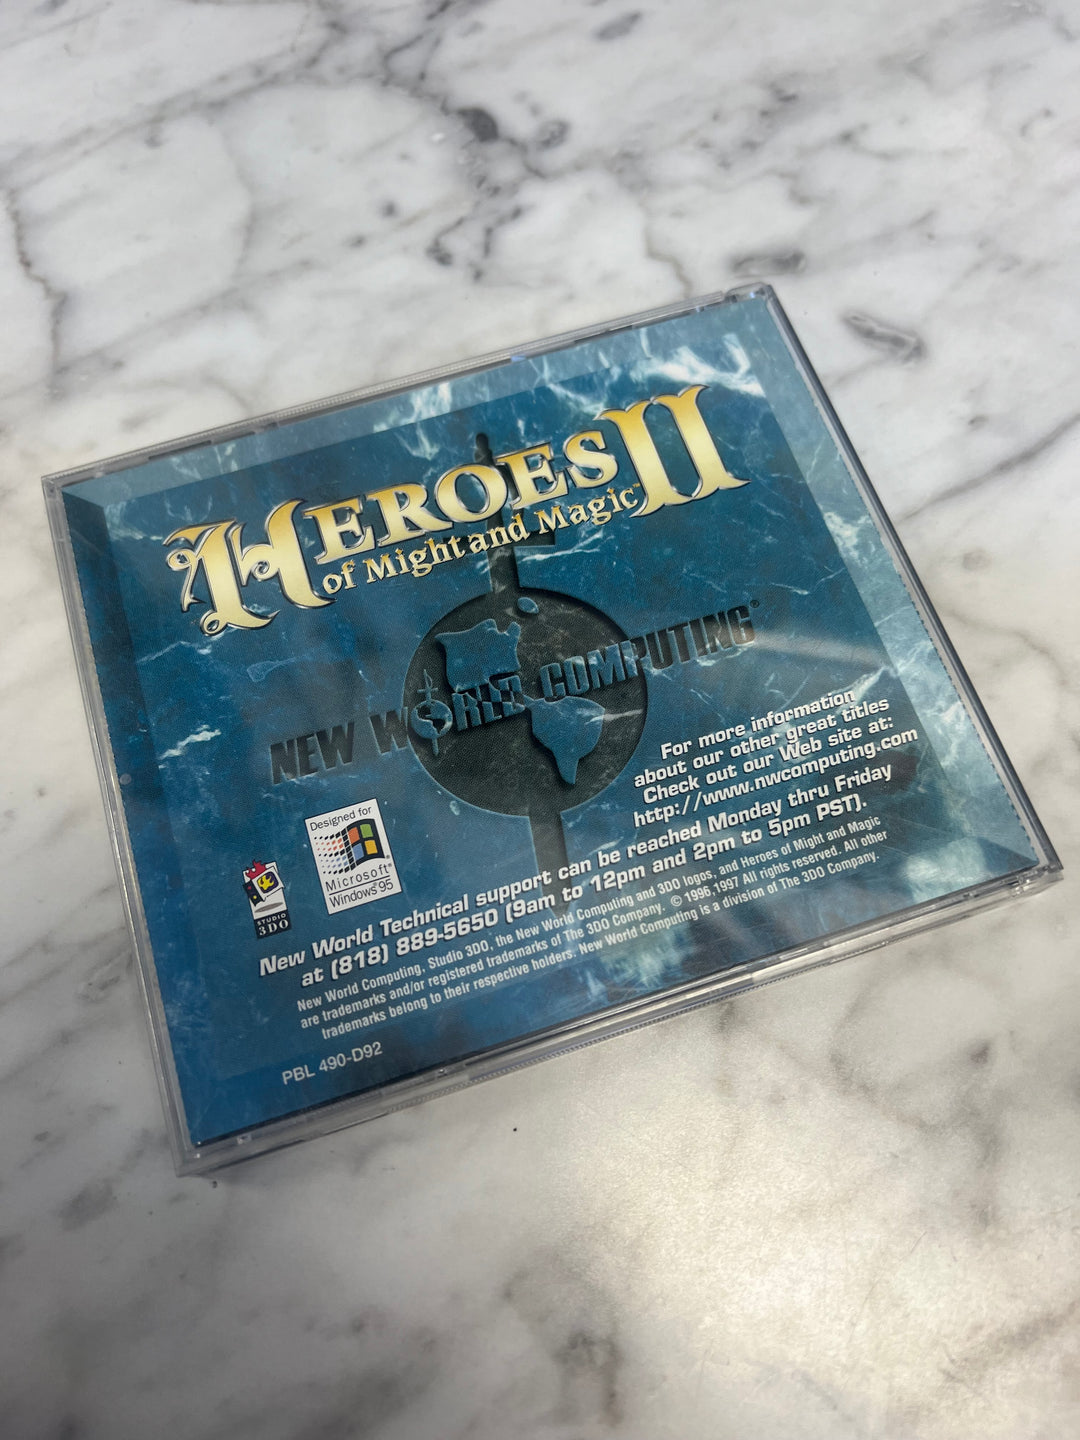 HEROES II
of Might and Magic™
NEW WORLD COMPUTING®
For more information
about our other great titles
Check out our Web site at:
http://www.nwcomputing.com
Designed for
Microsoft®
Windows®95
STUDIO
3DO
New World Technical support can be reached Monday thru Friday
at (818) 889-5650 (9am to 12pm and 2pm to 5pm PST).
New World Computing, Studio 3DO, the New World Computing and 3DO logos, and Heroes of Might and Magic
are trademarks and/or registered trademarks of The 3DO Company. © 1996,1997 All rights reserved. All other
trademarks belong to their respective holders. New World Computing is a division of The 3DO Company.
PBL 490-D92